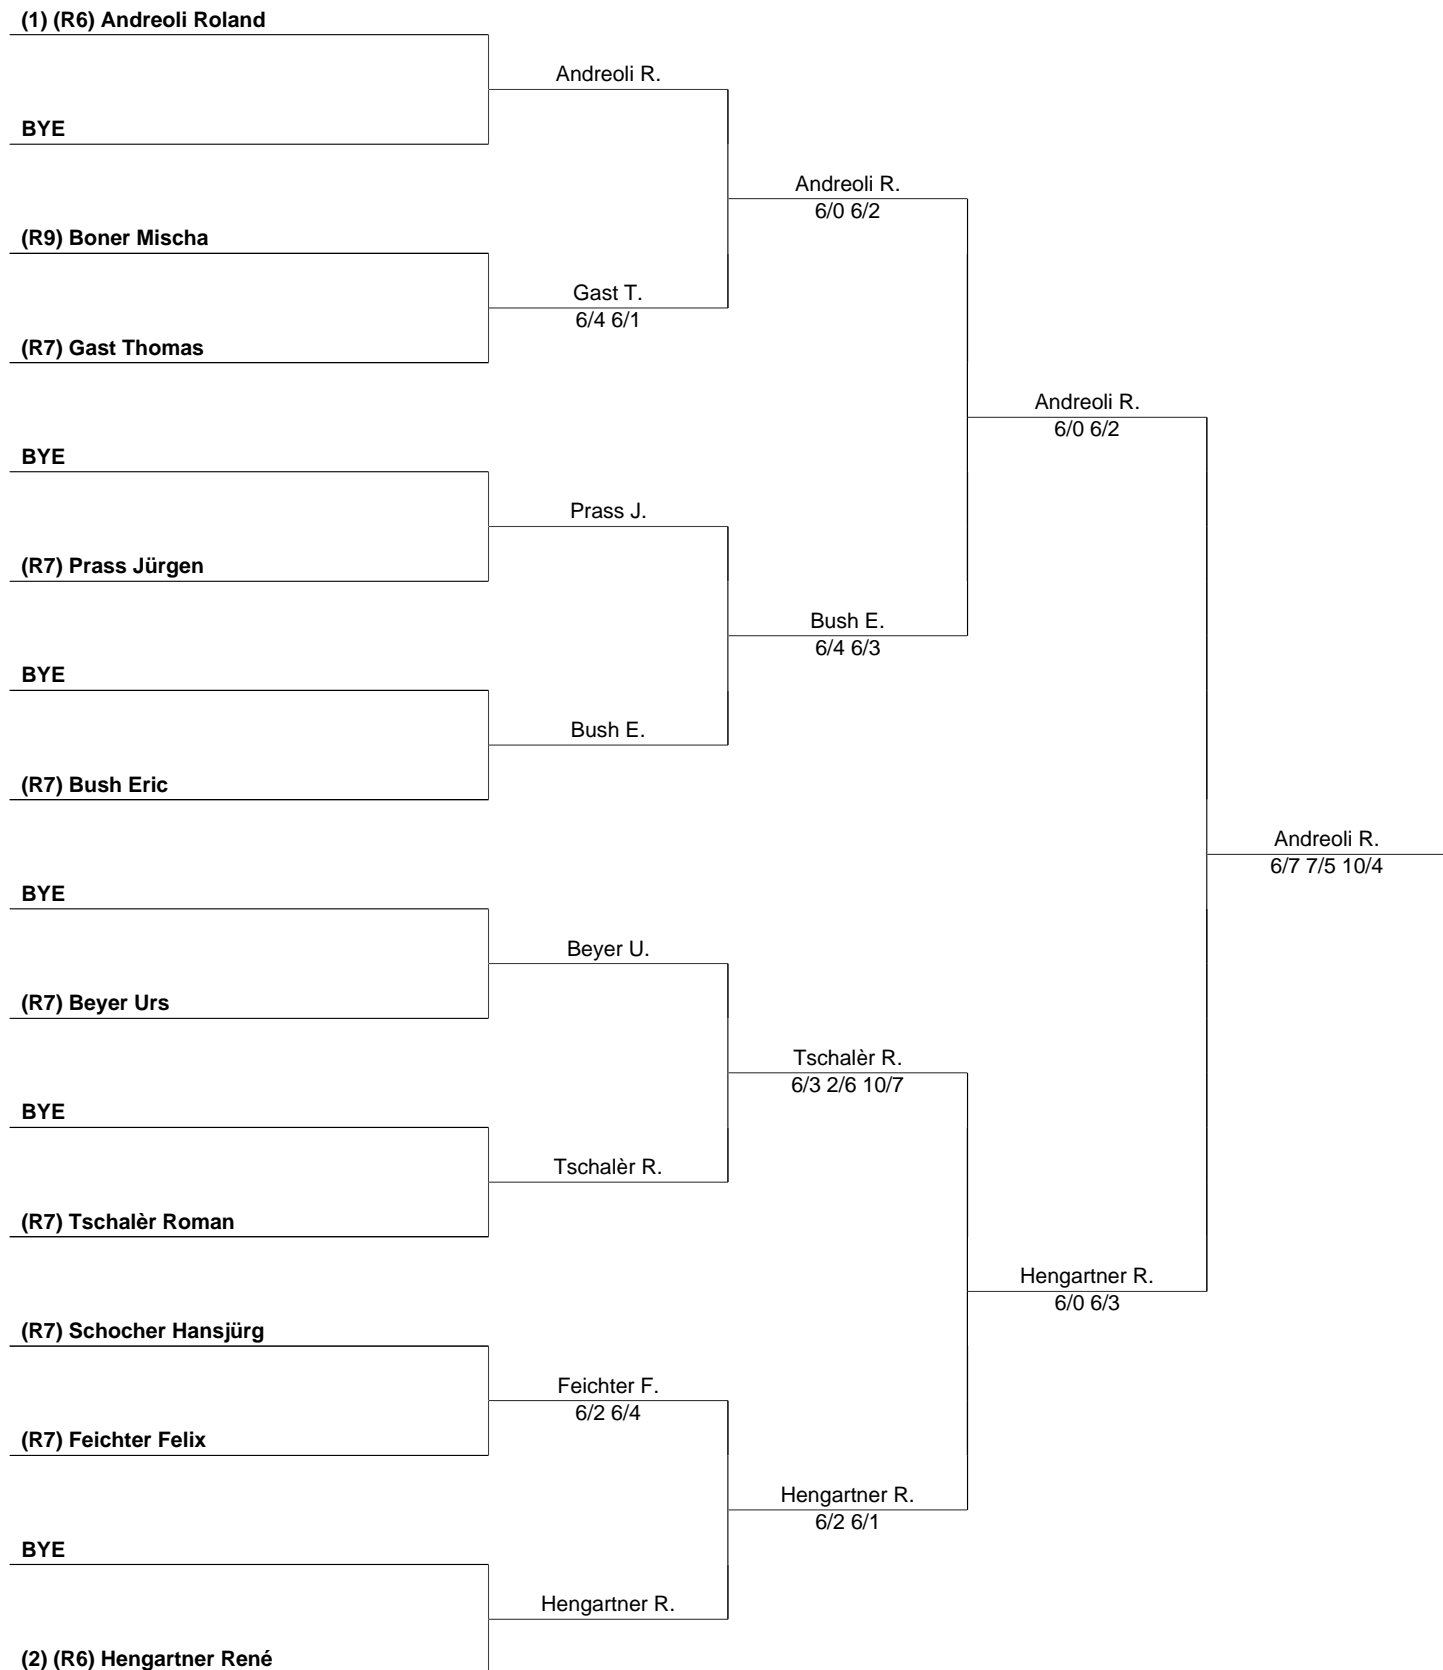 (1) (R6) Andreoli Roland
Andreoli R.
BYE
Andreoli R.
6/0 6/2
(R9) Boner Mischa
Gast T.
6/4 6/1
(R7) Gast Thomas
Andreoli R.
6/0 6/2
BYE
Prass J.
(R7) Prass Jürgen
Bush E.
6/4 6/3
BYE
Bush E.
(R7) Bush Eric
Andreoli R.
6/7 7/5 10/4
BYE
Beyer U.
(R7) Beyer Urs
Tschalèr R.
6/3 2/6 10/7
BYE
Tschalèr R.
(R7) Tschalèr Roman
Hengartner R.
6/0 6/3
(R7) Schocher Hansjürg
Feichter F.
6/2 6/4
(R7) Feichter Felix
Hengartner R.
6/2 6/1
BYE
Hengartner R.
(2) (R6) Hengartner René